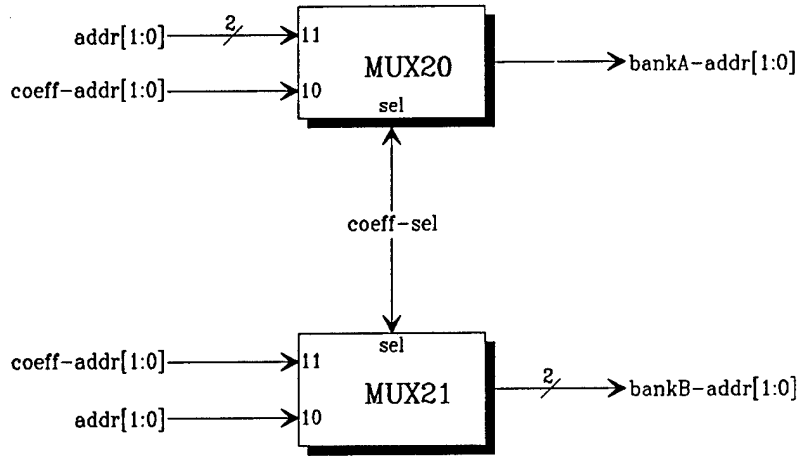 2
addr[1:0]
11
MUX20
bankA-addr[1:0]
coeff-addr[1:0]
10
sel
coeff-sel
sel
coeff-addr[1:0]
11
MUX21
2
bankB-addr[1:0]
addr[1:0]
10